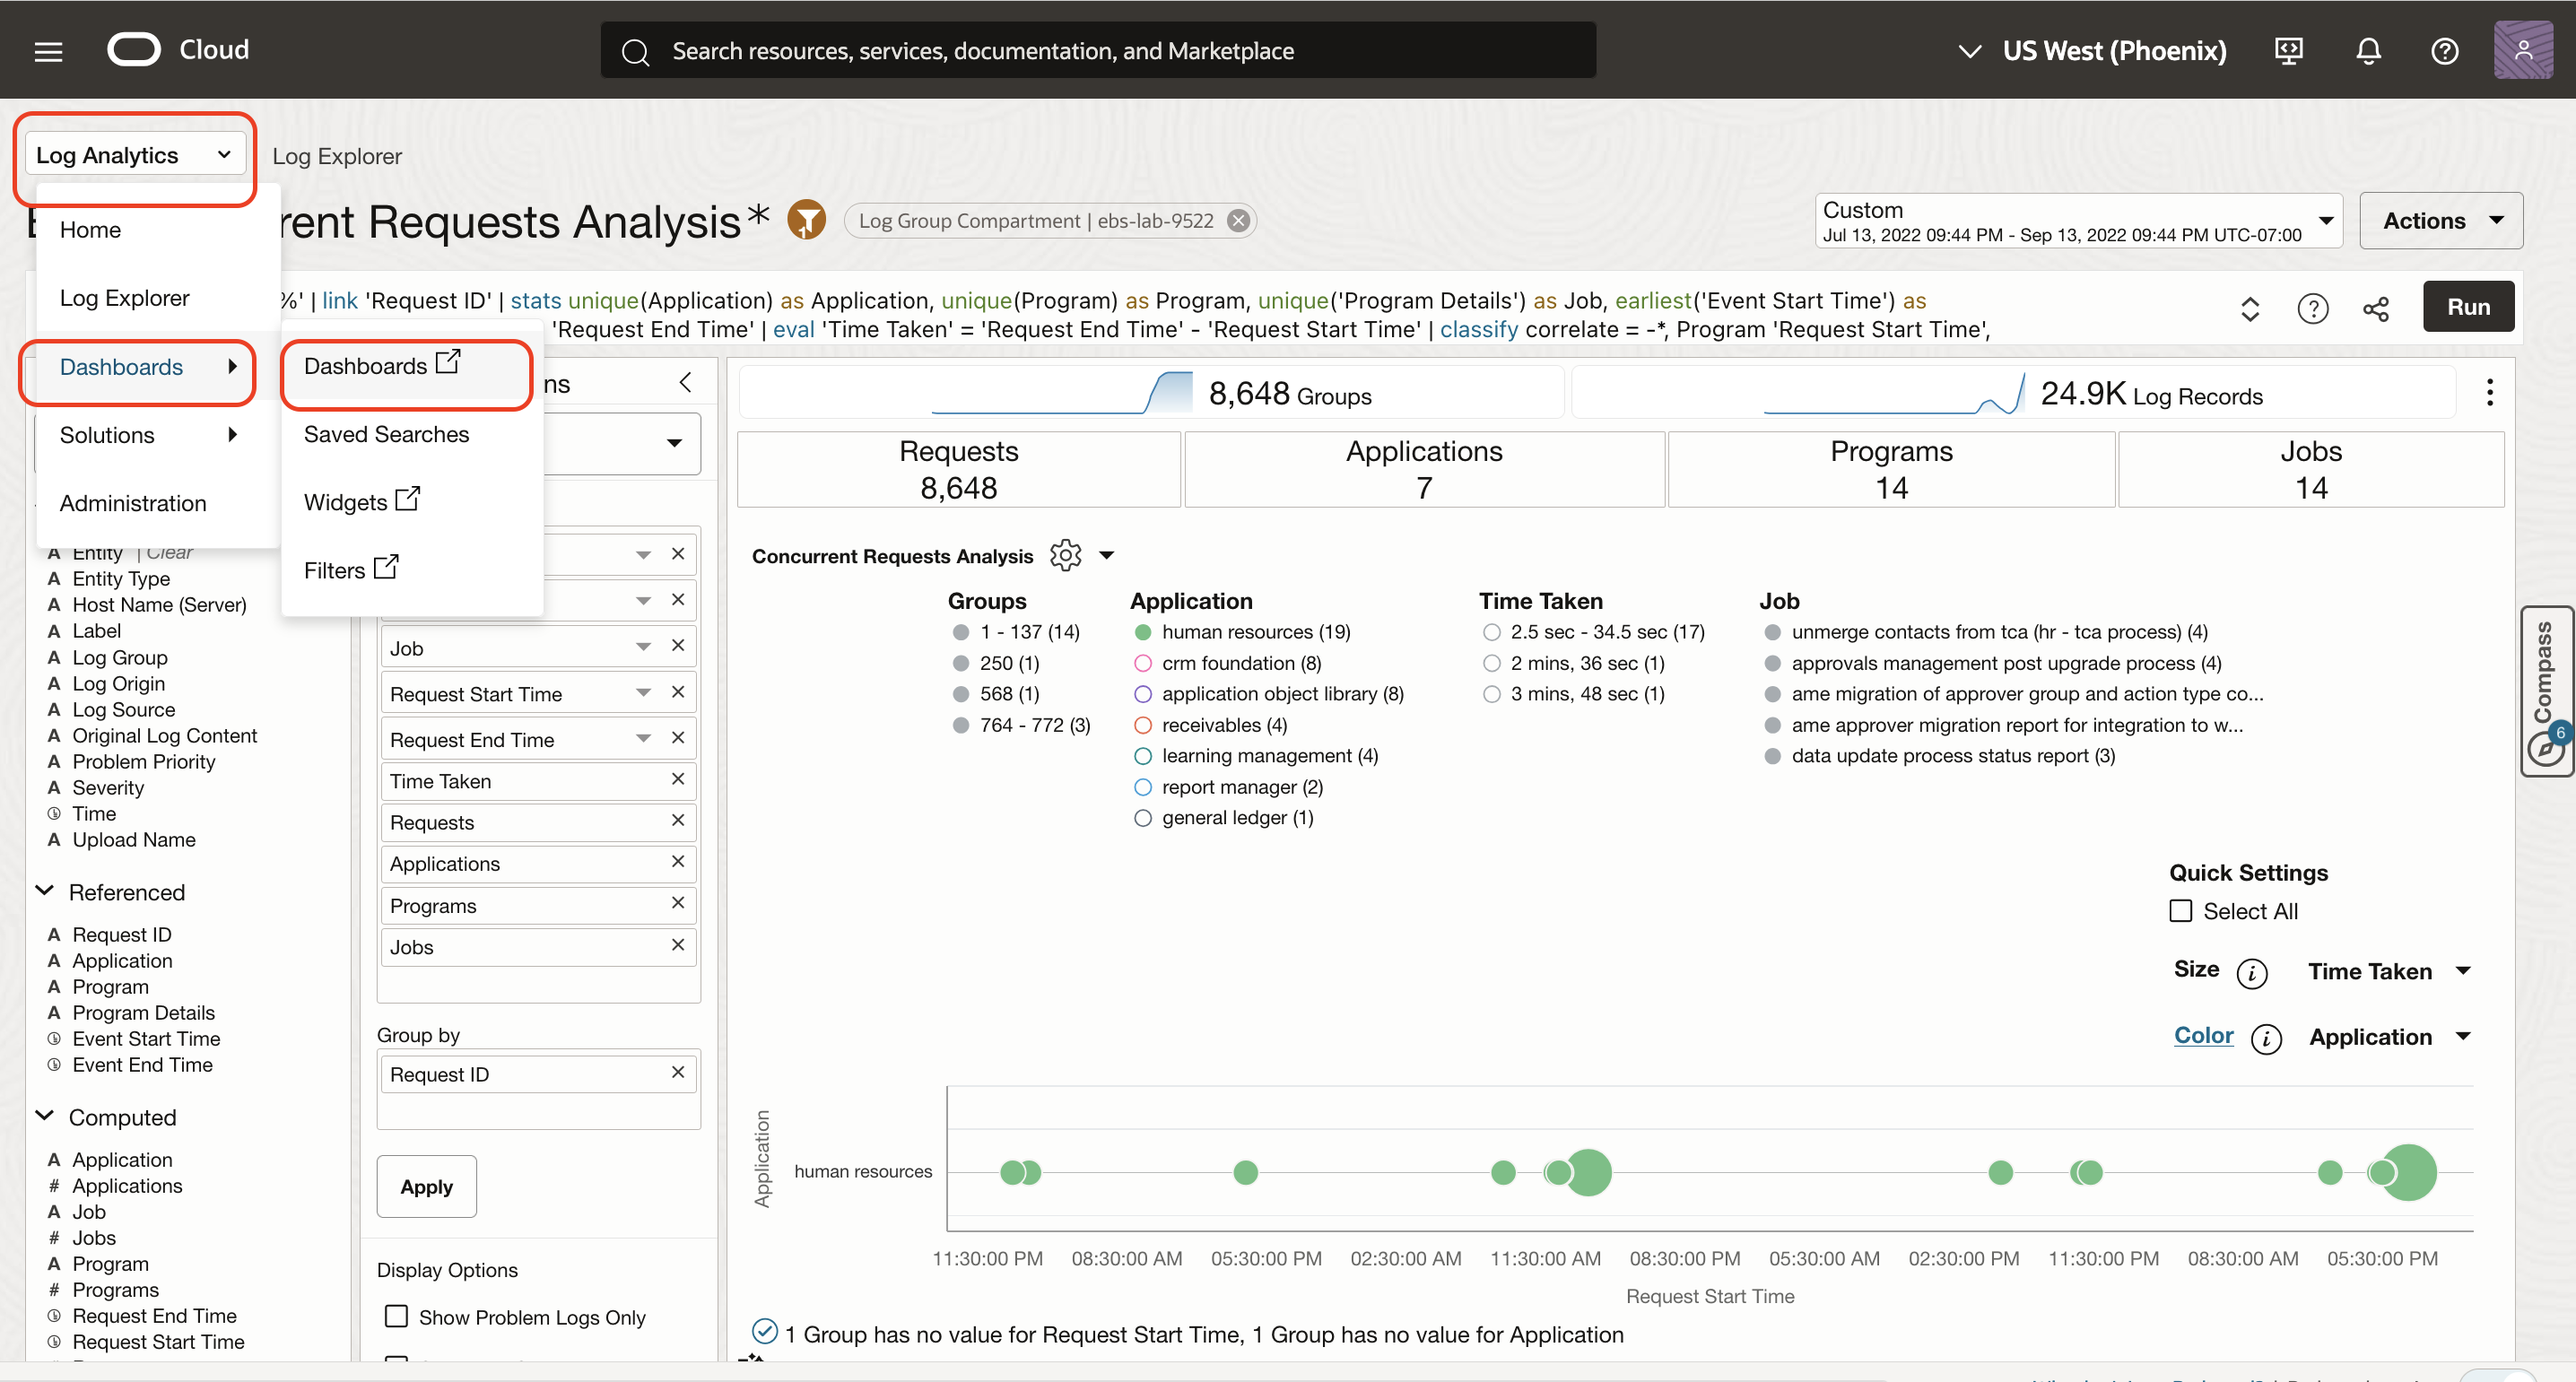 Cloud
Search resources, services, documentation, and Marketplace
US West (Phoenix)
Log Analytics
Log Explorer
rent Requests Analysis*
1
Log Group Compartment | ebs-lab-9522
Custom
Jul 13, 2022 09:44 PM - Sep 13, 2022 09:44 PM UTC-07:00
Actions
Home
Log Explorer
Dashboards
Solutions
Administration
Dashboards
Saved Searches
Widgets
Filters
%' | link 'Request ID' | stats unique(Application) as Application, unique(Program) as Program, unique('Program Details') as Job, earliest('Event Start Time') as
'Request End Time' | eval 'Time Taken' = 'Request End Time' - 'Request Start Time' | classify correlate = -*, Program 'Request Start Time',
Run
ns
8,648 Groups
24.9K Log Records
Requests
8,648
Applications
7
Programs
14
Jobs
14
A Entity | Clear
A Entity Type
A Host Name (Server)
A Label
A Log Group
A Log Origin
A Log Source
A Original Log Content
A Problem Priority
A Severity
Time
A Upload Name
Referenced
A Request ID
A Application
A Program
A Program Details
Event Start Time
Event End Time
Computed
A Application
# Applications
A Job
# Jobs
A Program
# Programs
Request End Time
Request Start Time
Job
Request Start Time
Request End Time
Time Taken
Requests
Applications
Programs
Jobs
Group by
Request ID
Apply
Display Options
Show Problem Logs Only
Concurrent Requests Analysis
Groups
1 - 137 (14)
250 (1)
568 (1)
764 - 772 (3)
Application
human resources (19)
crm foundation (8)
application object library (8)
receivables (4)
learning management (4)
report manager (2)
general ledger (1)
Time Taken
2.5 sec - 34.5 sec (17)
2 mins, 36 sec (1)
3 mins, 48 sec (1)
Job
unmerge contacts from tca (hr - tca process) (4)
approvals management post upgrade process (4)
ame migration of approver group and action type co...
ame approver migration report for integration to w...
data update process status report (3)
Compass
6
Quick Settings
Select All
Size
Time Taken
Color
Application
Application
human resources
11:30:00 PM 08:30:00 AM 05:30:00 PM 02:30:00 AM 11:30:00 AM 08:30:00 PM 05:30:00 AM 02:30:00 PM 11:30:00 PM 08:30:00 AM 05:30:00 PM
Request Start Time
1 Group has no value for Request Start Time, 1 Group has no value for Application